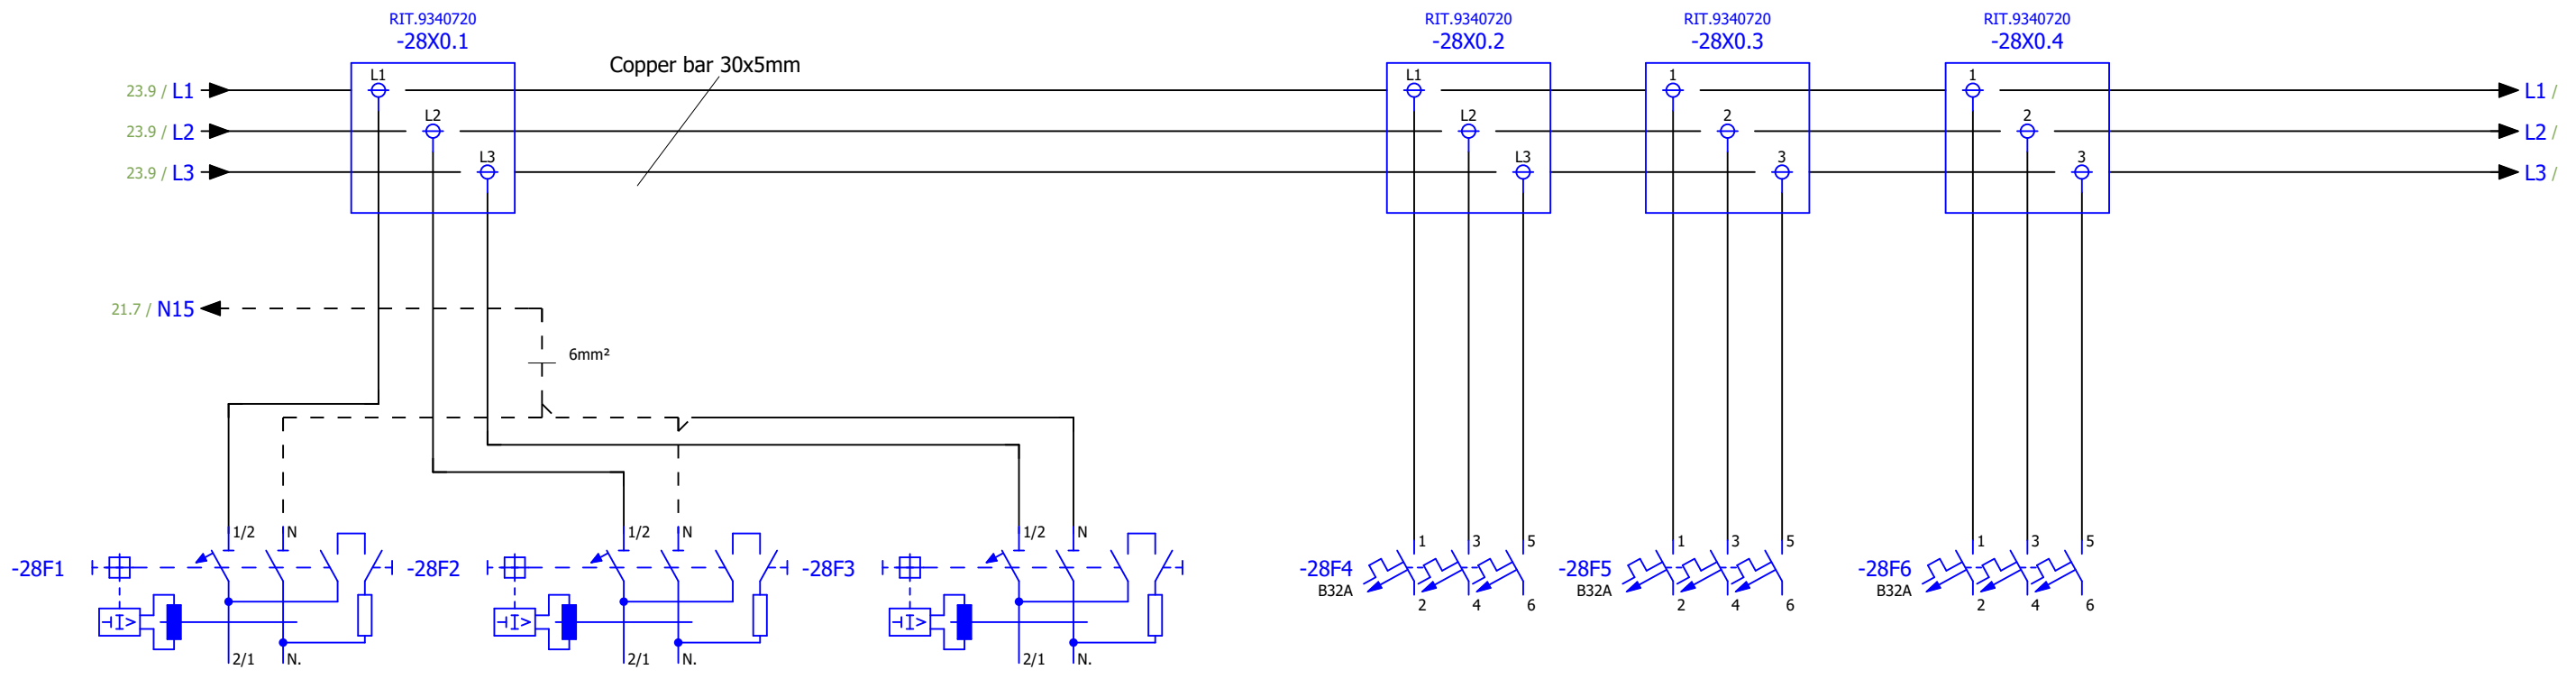 RIT.9340720 RIT.9340720 RIT.9340720 RIT.9340720
-28X0.1 -28X0.2 -28X0.3 -28X0.4
Copper bar 30x5mm
L1 L1 1 1
23.9 / L1 L1 /
L2 L2 2 2
23.9 / L2 L2 /
L3 L3 3 3
23.9 / L3 L3 /
21.7 / N15
6mm²
1/2 N 1/2 N 1/2 N
1 3 5 1 3 5 1 3 5
-28F1 -28F2 -28F3 -28F4 -28F5 -28F6
B32A B32A B32A
2 4 6 2 4 6 2 4 6
I> I> I>
2/1 N. 2/1 N. 2/1 N.